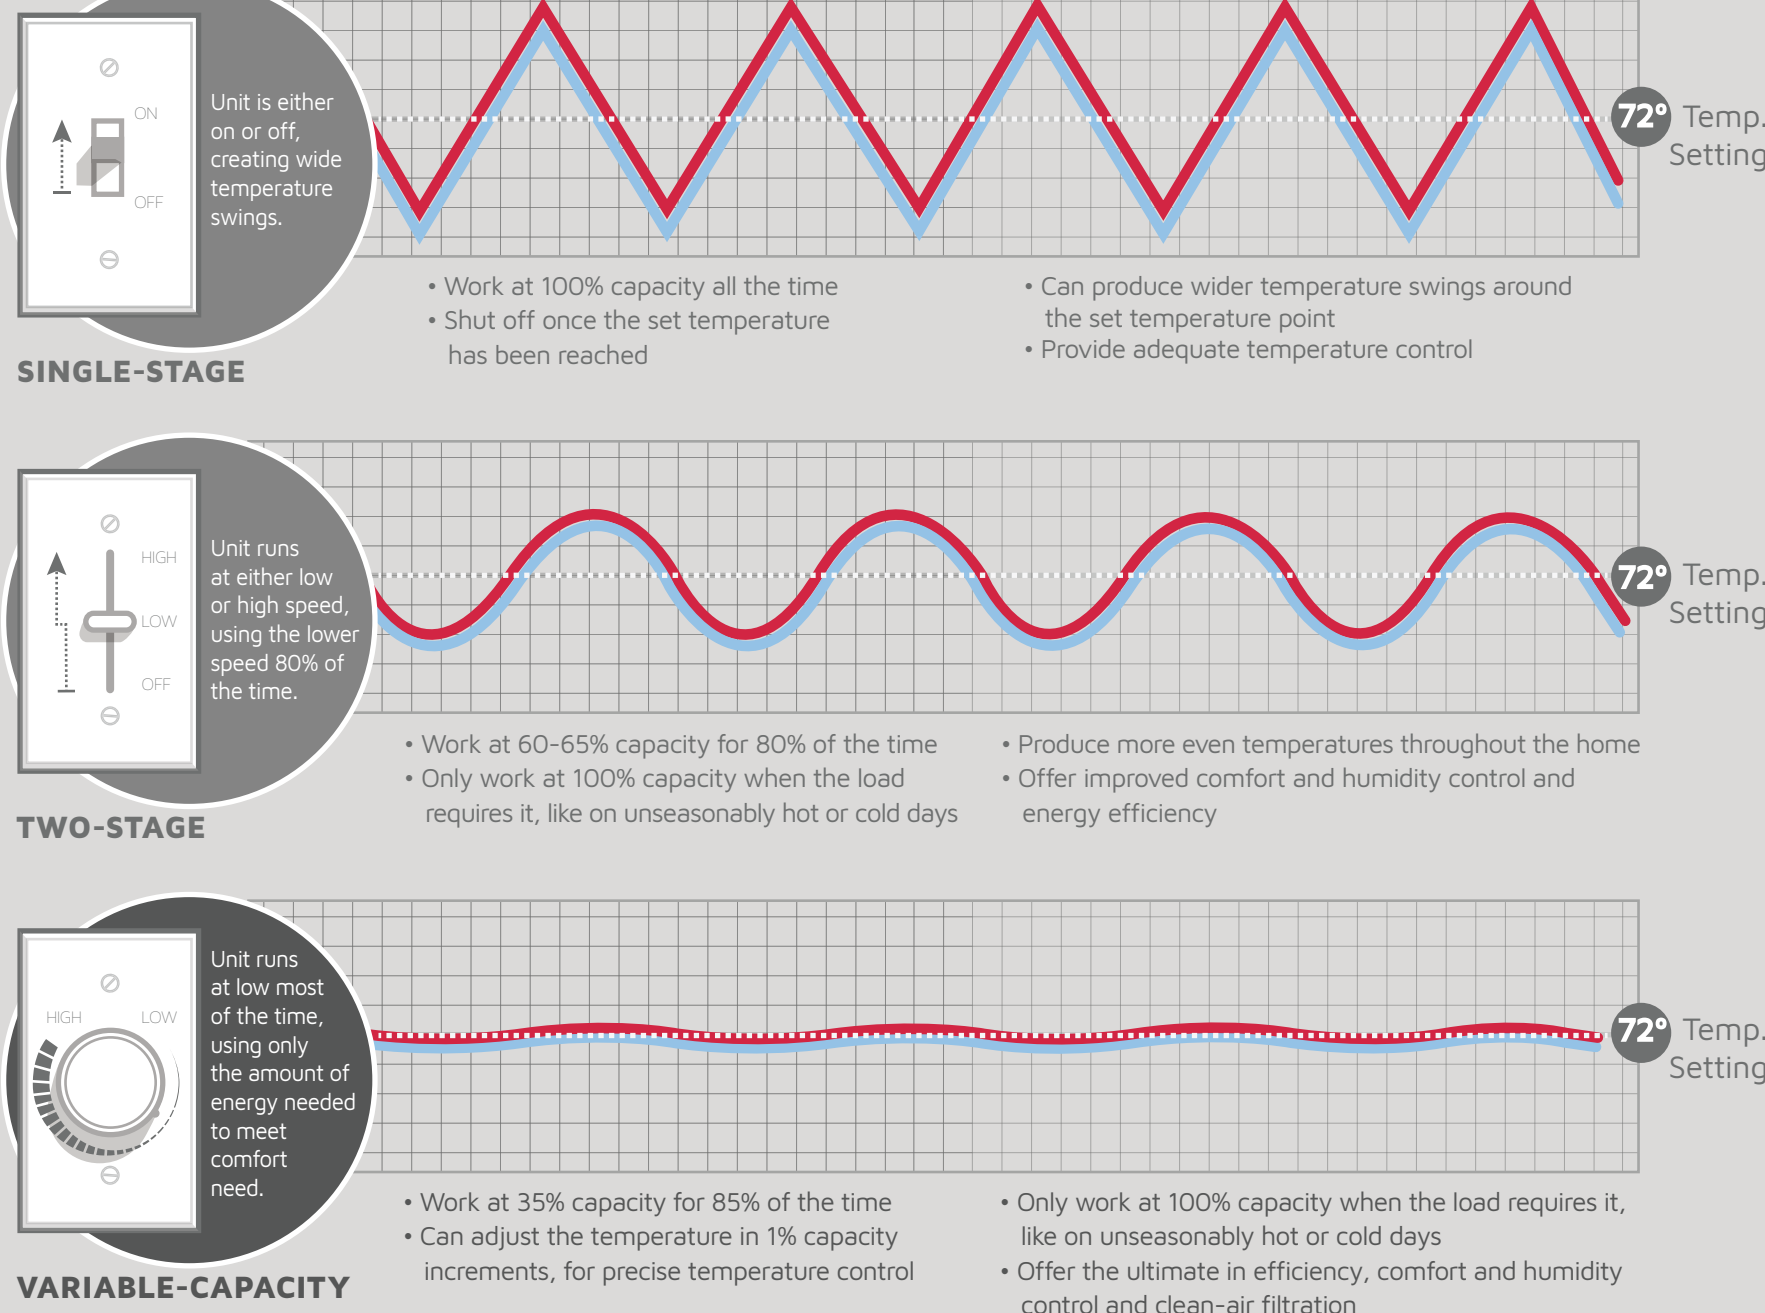 ON
OFF
Unit is either
on or off,
creating wide
temperature
swings.
72°
Temp.
Setting
• Work at 100% capacity all the time
• Shut off once the set temperature
has been reached
• Can produce wider temperature swings around
the set temperature point
• Provide adequate temperature control
SINGLE-STAGE
HIGH
LOW
OFF
Unit runs
at either low
or high speed,
using the lower
speed 80% of
the time.
72°
Temp.
Setting
• Work at 60-65% capacity for 80% of the time
• Only work at 100% capacity when the load
requires it, like on unseasonably hot or cold days
• Produce more even temperatures throughout the home
• Offer improved comfort and humidity control and
energy efficiency
TWO-STAGE
HIGH
LOW
Unit runs
at low most
of the time,
using only
the amount of
energy needed
to meet
comfort
need.
72°
Temp.
Setting
• Work at 35% capacity for 85% of the time
• Can adjust the temperature in 1% capacity
increments, for precise temperature control
• Only work at 100% capacity when the load requires it,
like on unseasonably hot or cold days
• Offer the ultimate in efficiency, comfort and humidity
control and clean-air filtration
VARIABLE-CAPACITY